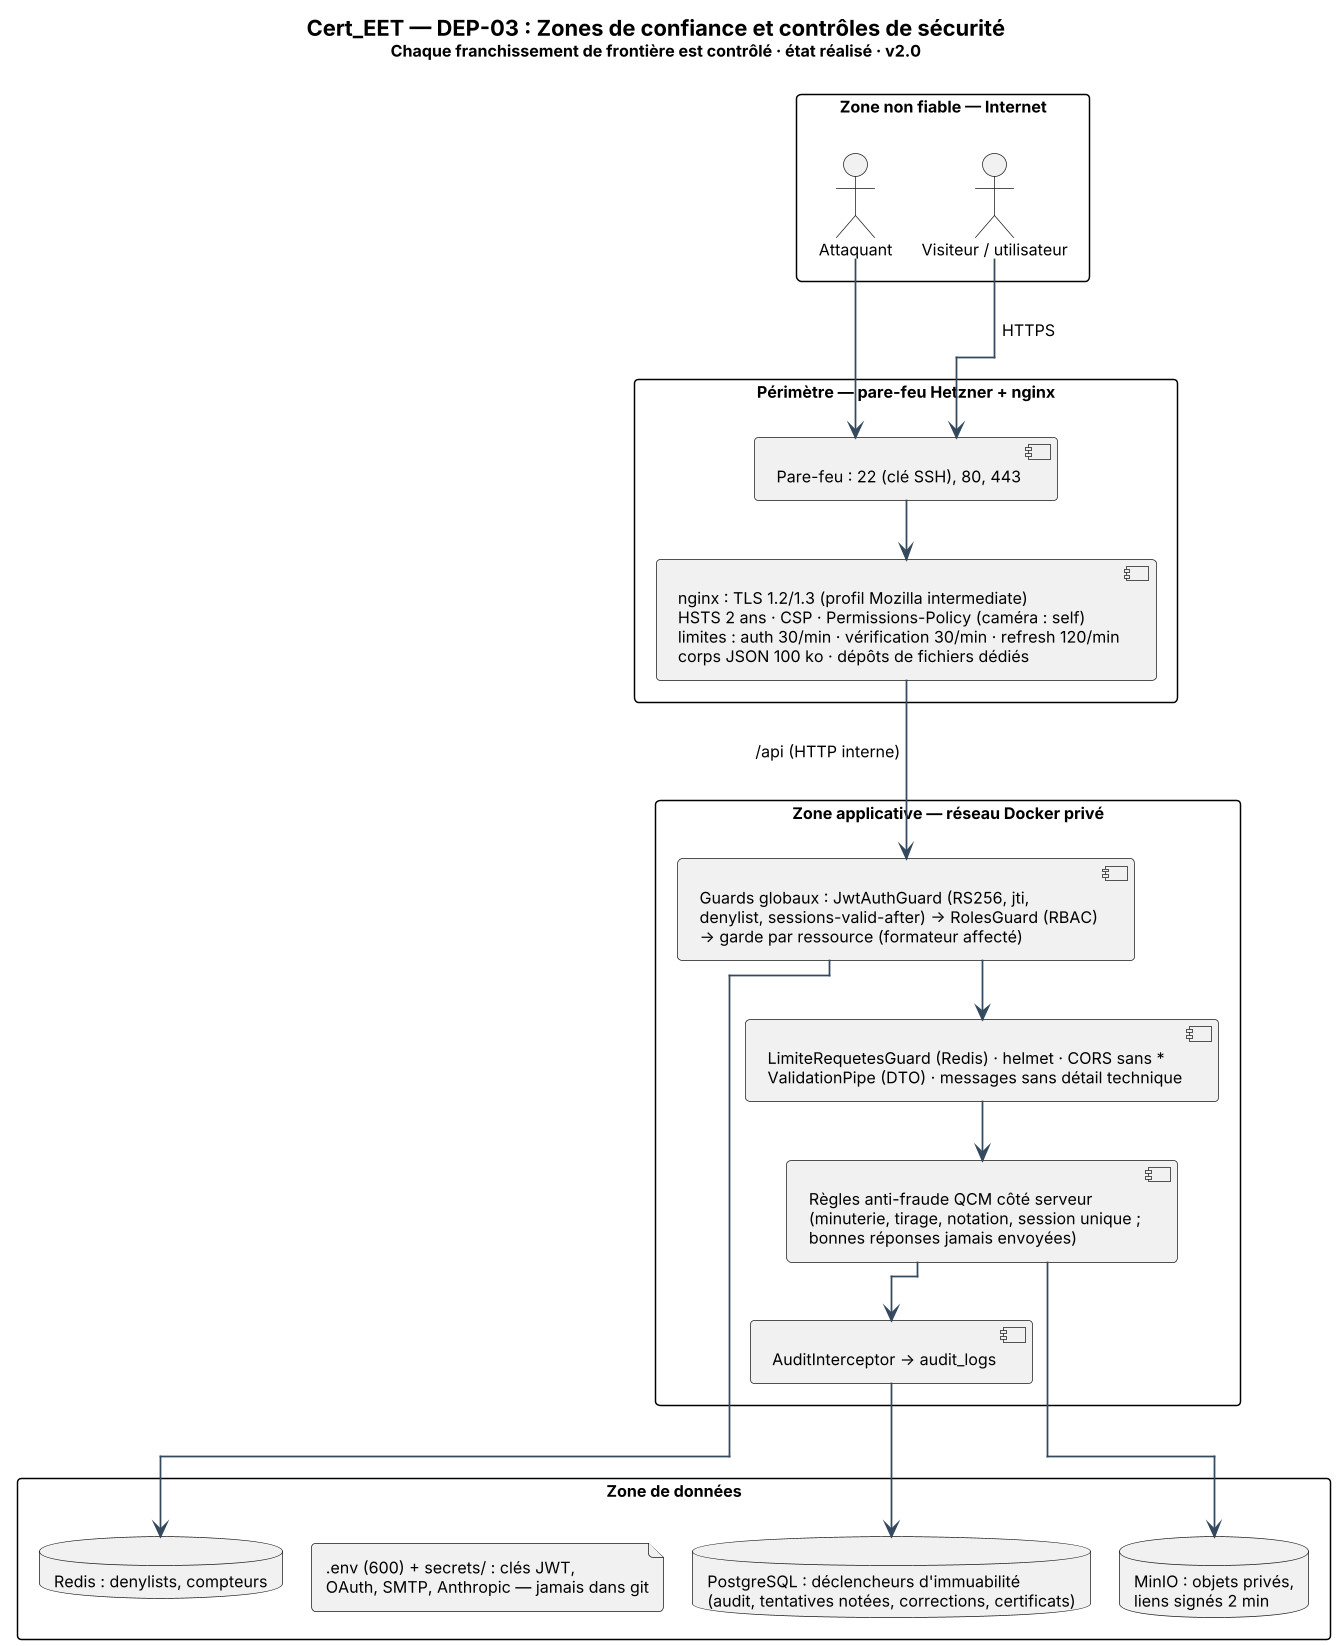 Cert_EET — DEP-03 : Zones de confiance et contrôles de sécurité
Chaque franchissement de frontière est contrôlé · état réalisé · v2.0
Zone non fiable — Internet
Attaquant
Visiteur / utilisateur
HTTPS
Périmètre — pare-feu Hetzner + nginx
Pare-feu : 22 (clé SSH), 80, 443
nginx : TLS 1.2/1.3 (profil Mozilla intermediate)
HSTS 2 ans · CSP · Permissions-Policy (caméra : self)
limites : auth 30/min · vérification 30/min · refresh 120/min
corps JSON 100 ko · dépôts de fichiers dédiés
/api (HTTP interne)
Zone applicative — réseau Docker privé
Guards globaux : JwtAuthGuard (RS256, jti,
denylist, sessions-valid-after) → RolesGuard (RBAC)
→ garde par ressource (formateur affecté)
LimiteRequetesGuard (Redis) · helmet · CORS sans *
ValidationPipe (DTO) · messages sans détail technique
Règles anti-fraude QCM côté serveur
(minuterie, tirage, notation, session unique ;
bonnes réponses jamais envoyées)
AuditInterceptor → audit_logs
Zone de données
Redis : denylists, compteurs
.env (600) + secrets/ : clés JWT,
OAuth, SMTP, Anthropic — jamais dans git
PostgreSQL : déclencheurs d'immuabilité
(audit, tentatives notées, corrections, certificats)
MinIO : objets privés,
liens signés 2 min